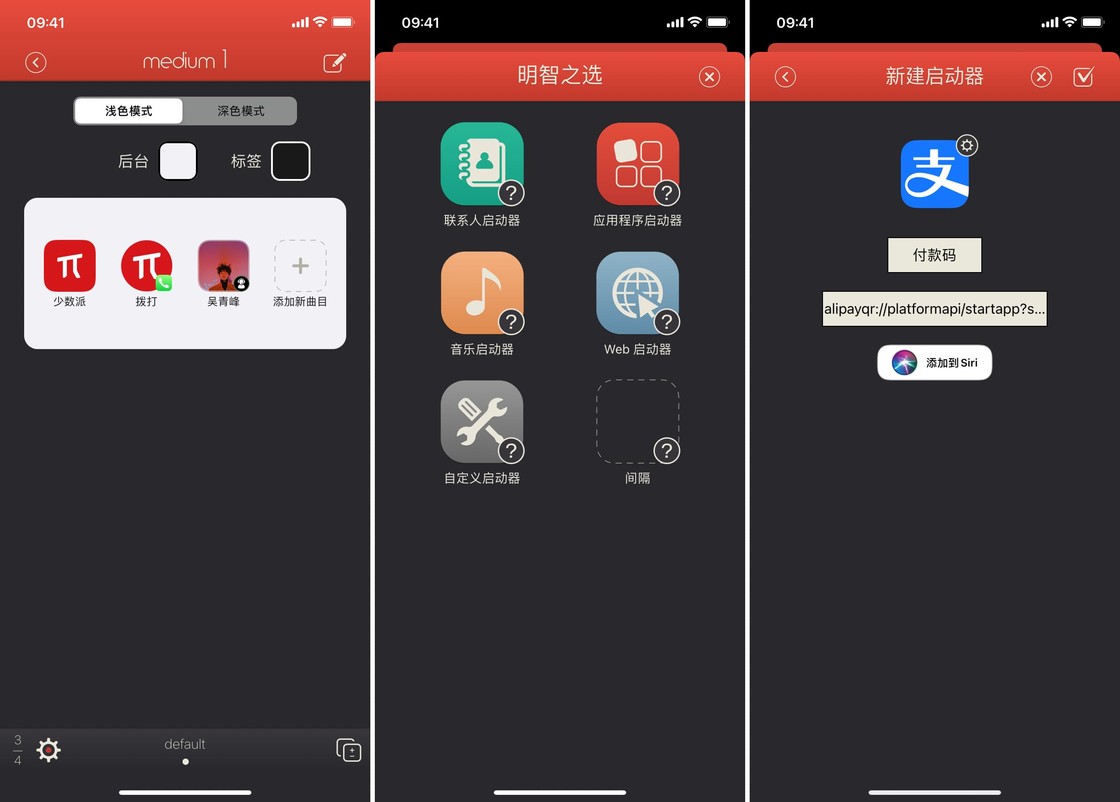 09:41
medium 1
浅色模式
深色模式
后台
标签
少数派
拨打
吴青峰
添加新曲目
3
4
default
09:41
明智之选
?
联系人启动器
?
应用程序启动器
?
音乐启动器
?
Web 启动器
?
自定义启动器
?
间隔
09:41
新建启动器
支
付款码
alipayqr://platformapi/startapp?s...
添加到 Siri